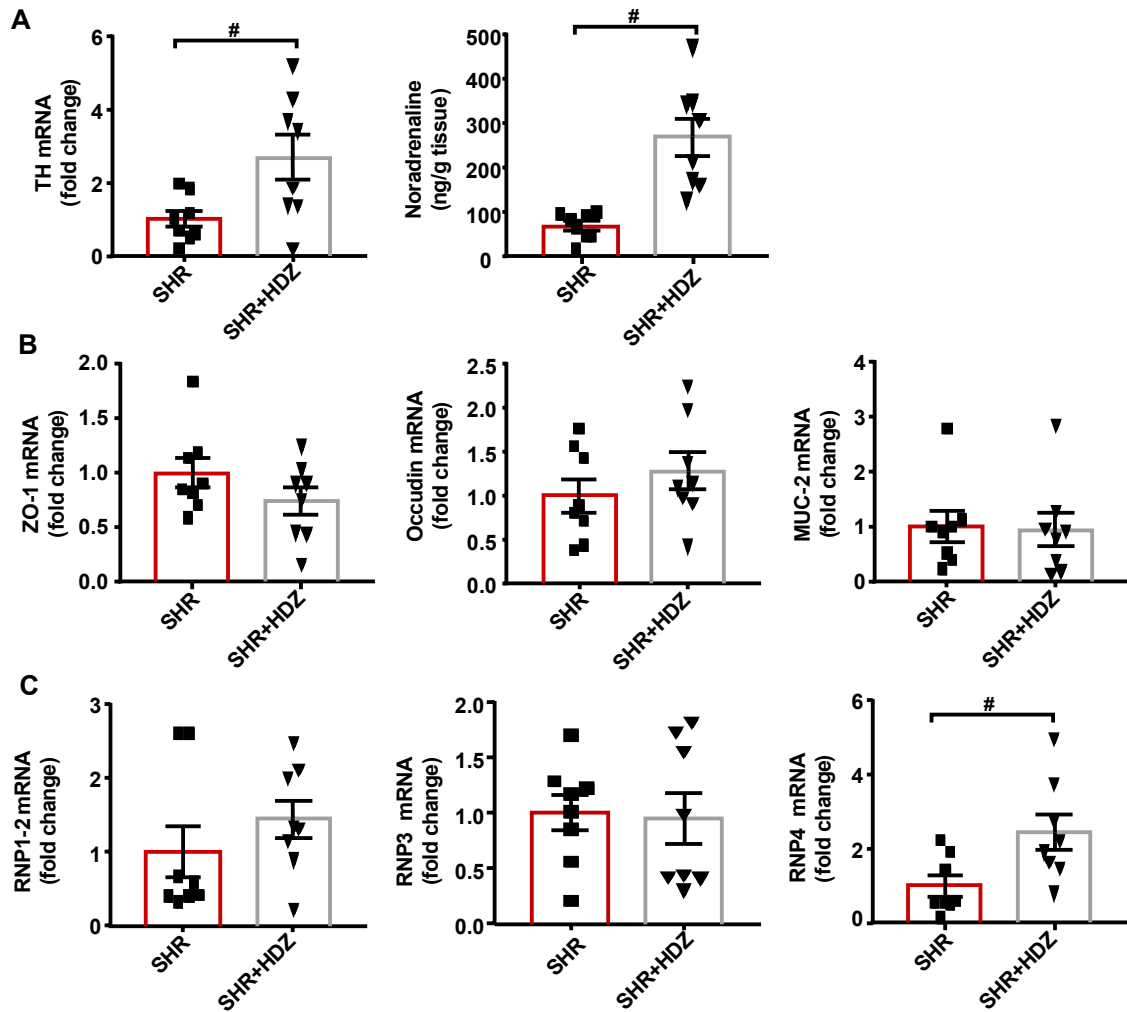 A
TH mRNA
(fold change)
6
4
2
0
#
SHR
SHR+HDZ
Noradrenaline
(ng/g tissue)
500
400
300
200
100
0
#
SHR
SHR+HDZ
B
ZO-1 mRNA
(fold change)
2.0
1.5
1.0
0.5
0.0
SHR
SHR+HDZ
Occudin mRNA
(fold change)
2.5
2.0
1.5
1.0
0.5
0.0
SHR
SHR+HDZ
MUC-2 mRNA
(fold change)
4
3
2
1
0
SHR
SHR+HDZ
C
RNP1-2 mRNA
(fold change)
3
2
1
0
SHR
SHR+HDZ
RNP3 mRNA
(fold change)
2.0
1.5
1.0
0.5
0.0
SHR
SHR+HDZ
RNP4 mRNA
(fold change)
6
4
2
0
#
SHR
SHR+HDZ